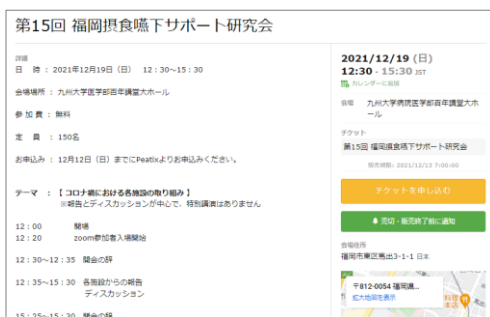 第15回 福岡摂食嚥下サポート研究会
詳細
日　時 : 2021年12月19日（日）　12：30～15：30
会場場所 : 九州大学医学部百年講堂大ホール
参 加 費 : 無料
定　員 : 150名
お申込み : 12月12日（日）までにPeatixよりお申込みください。
テーマ : 【 コロナ禍における各施設の取り組み 】
※報告とディスカッションが中心で、特別講演はありません
12：00　開場
12：20　zoom参加者入場開始
12：30～12：35　開会の辞
12：35～15：30　各施設からの報告
ディスカッション
15：25～15：30　閉会の辞
2021/12/19 (日)
12:30 - 15:30 JST
カレンダーに追加
会場　九州大学病院医学部百年講堂大ホール
チケット
第15回 福岡摂食嚥下サポート研究会
販売期間: 2021/12/13 7:00:00
チケットを申し込む
売切・販売終了前に通知
会場住所
福岡市東区馬出3-1-1 日本
〒812-0054 福岡県...
拡大地図を表示